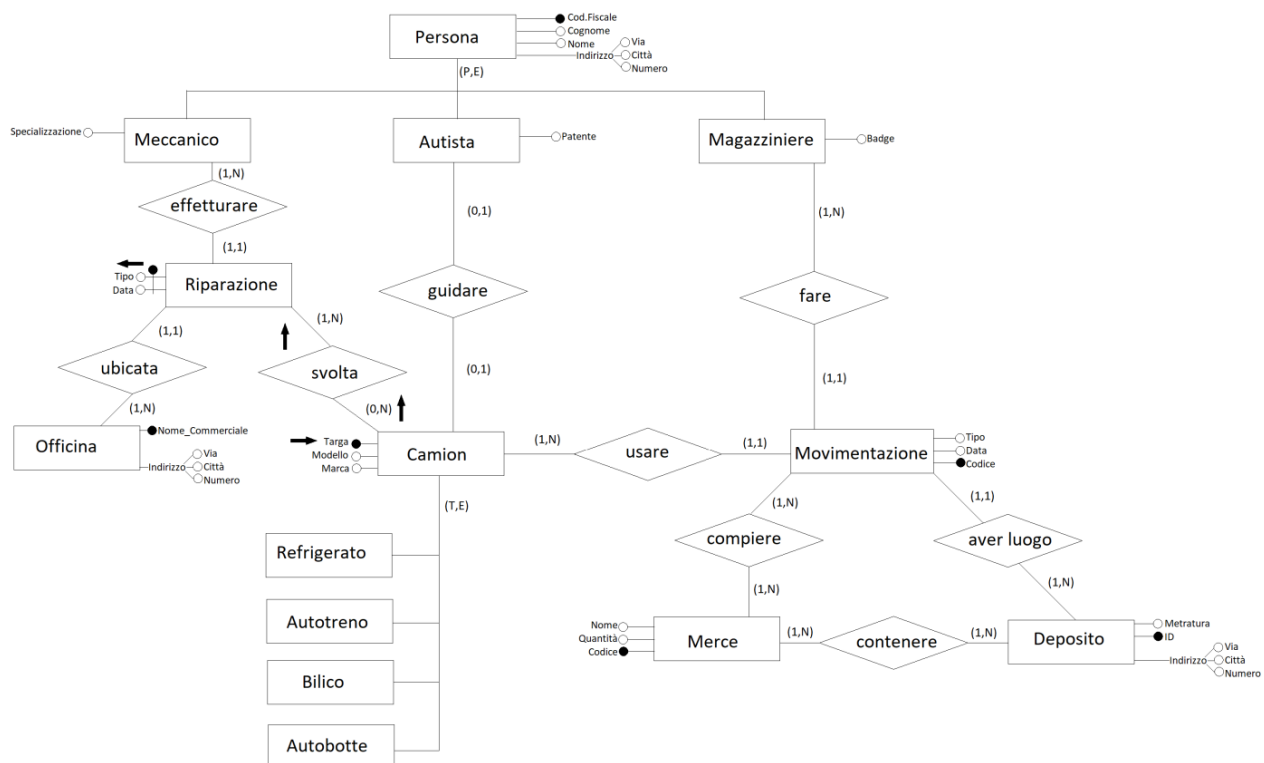 Persona
Cod.Fiscale
Cognome
Nome
Indirizzo
Via
Città
Numero
(P,E)
Specializzazione
Meccanico
Autista
Patente
Magazziniere
Badge
(1,N)
effetturare
(1,1)
(0,1)
guidare
(0,1)
(1,N)
fare
(1,1)
Tipo
Data
Riparazione
(1,1)
ubicata
(1,N)
(1,N)
svolta
(0,N)
Officina
Nome_Commerciale
Indirizzo
Via
Città
Numero
Targa
Modello
Marca
Camion
(1,N)
usare
(1,1)
Movimentazione
Tipo
Data
Codice
(T,E)
Refrigerato
Autotreno
Bilico
Autobotte
(1,N)
compiere
(1,N)
(1,1)
aver luogo
(1,N)
Nome
Quantità
Codice
Merce
(1,N)
contenere
(1,N)
Deposito
Metratura
ID
Indirizzo
Via
Città
Numero